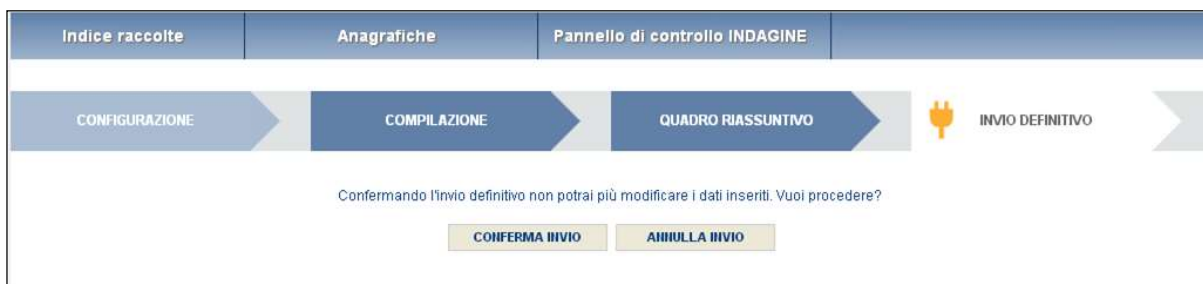 Indice raccolte Anagrafiche Pannello di controllo INDAGINE
CONFIGURAZIONE COMPILAZIONE QUADRO RIASSUNTIVO INVIO DEFINITIVO
Confermando l'invio definitivo non potrai più modificare i dati inseriti. Vuoi procedere?
CONFERMA INVIO ANNULLA INVIO